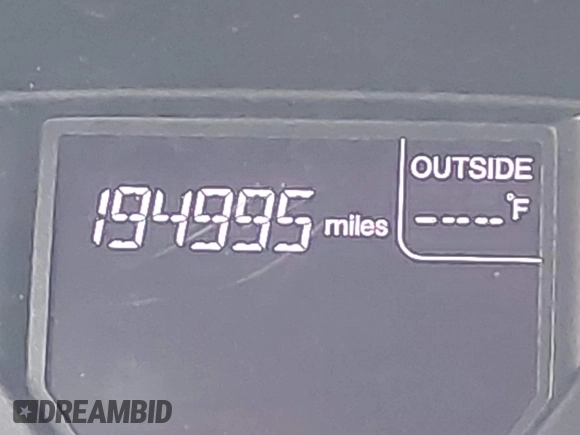 OUTSIDE
194995 miles
----°F
DREAMBID